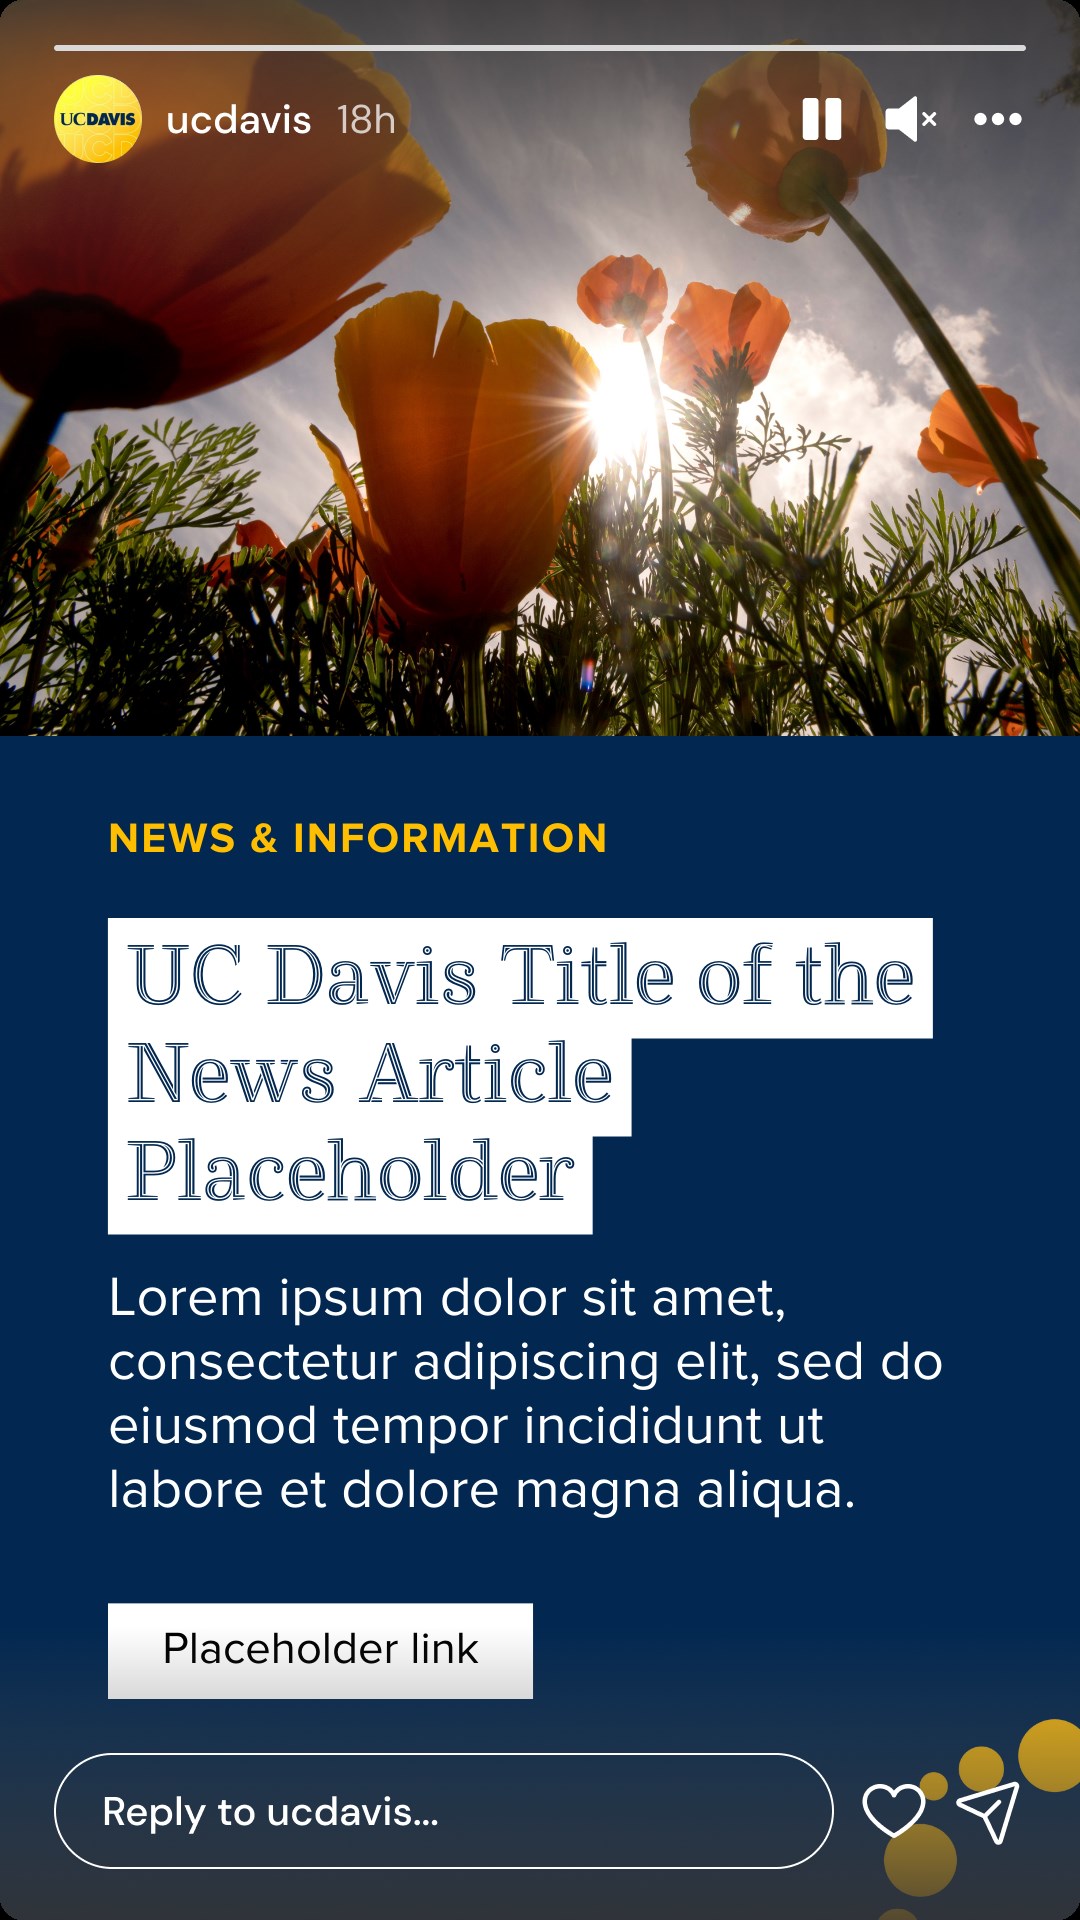 UCDAVIS
ucdavis 18h
NEWS & INFORMATION
UC Davis Title of the
News Article
Placeholder
Lorem ipsum dolor sit amet,
consectetur adipiscing elit, sed do
eiusmod tempor incididunt ut
labore et dolore magna aliqua.
Placeholder link
Reply to ucdavis...